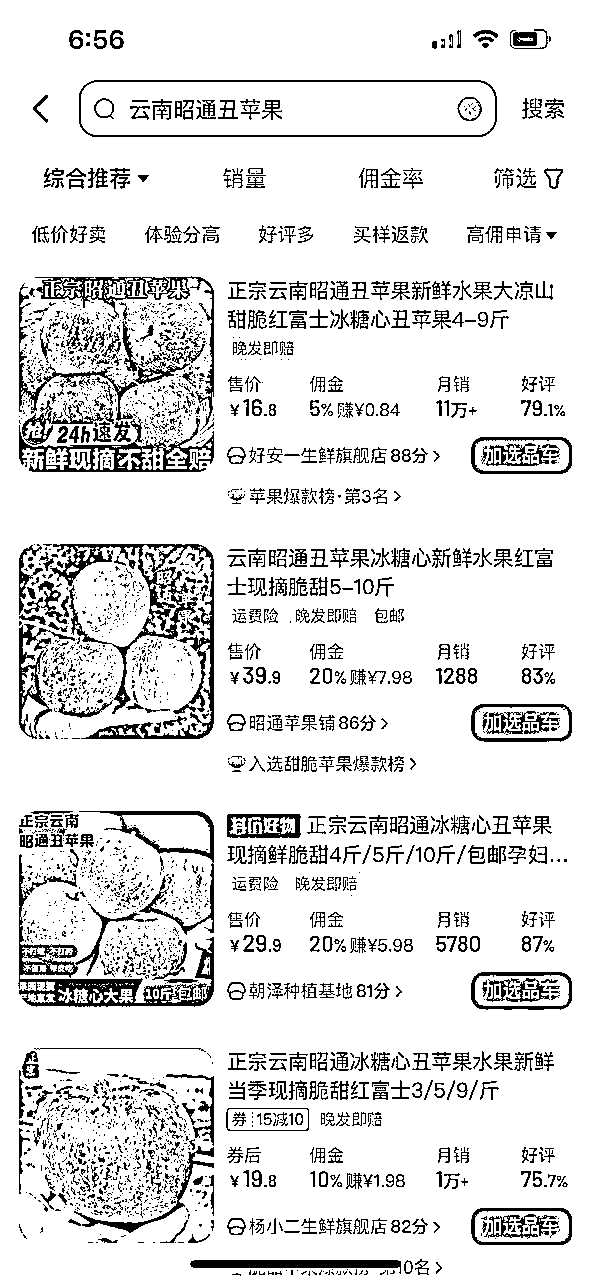 6:56
云南昭通丑苹果
搜索
综合推荐 销量 佣金率 筛选
低价好卖 体验分高 好评多 买样返款 高佣申请
正宗昭通丑苹果
24h速发
新鲜现摘 不甜全赔
正宗云南昭通丑苹果新鲜水果大凉山
甜脆红富士冰糖心丑苹果4-9斤
晚发即赔
售价 佣金 月销 好评
¥16.8 5% 赚¥0.84 11万+ 79.1%
好安一生鲜旗舰店 88分 >
加选品车
苹果爆款榜·第3名 >
云南昭通丑苹果冰糖心新鲜水果红富
士现摘脆甜5-10斤
运费险 晚发即赔 包邮
售价 佣金 月销 好评
¥39.9 20% 赚¥7.98 1288 83%
昭通苹果铺 86分 >
加选品车
入选甜脆苹果爆款榜 >
正宗云南
昭通丑苹果
冰糖心大果 10斤包邮
正宗云南昭通冰糖心丑苹果
现摘鲜脆甜4斤/5斤/10斤/包邮孕妇...
运费险 晚发即赔
售价 佣金 月销 好评
¥29.9 20% 赚¥5.98 5780 87%
朝泽种植基地 81分 >
加选品车
正宗云南昭通冰糖心丑苹果水果新鲜
当季现摘脆甜红富士3/5/9/斤
券 15减10 晚发即赔
券后 佣金 月销 好评
¥19.8 10% 赚¥1.98 1万+ 75.7%
杨小二生鲜旗舰店 82分 >
加选品车
10名 >